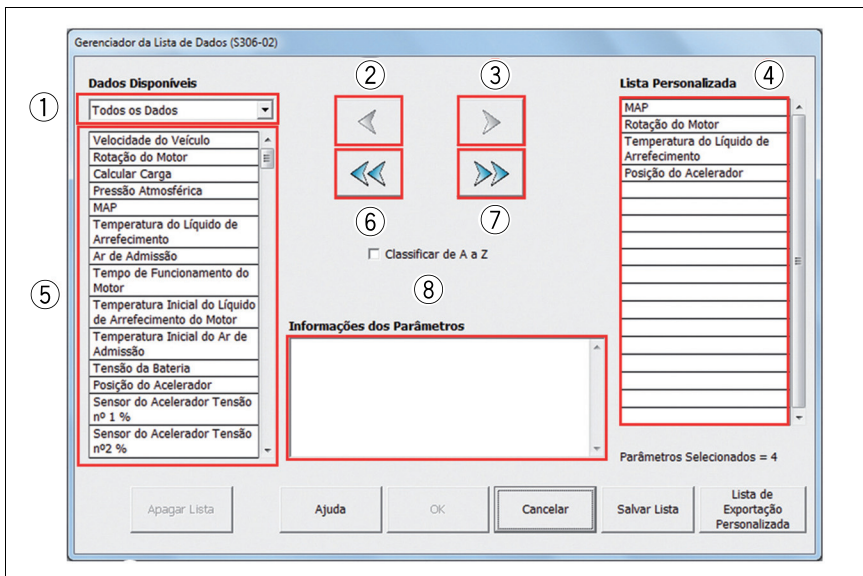 Gerenciador da Lista de Dados (S306-02)
Dados Disponíveis
1
Todos os Dados
5
Velocidade do Veículo
Rotação do Motor
Calcular Carga
Pressão Atmosférica
MAP
Temperatura do Líquido de
Arrefecimento
Ar de Admissão
Tempo de Funcionamento do
Motor
Temperatura Inicial do Líquido
de Arrefecimento do Motor
Temperatura Inicial do Ar de
Admissão
Tensão da Bateria
Posição do Acelerador
Sensor do Acelerador Tensão
nº 1 %
Sensor do Acelerador Tensão
nº2 %
2
3
6
7
Classificar de A a Z
8
Informações dos Parâmetros
Lista Personalizada
4
MAP
Rotação do Motor
Temperatura do Líquido de
Arrefecimento
Posição do Acelerador
Parâmetros Selecionados = 4
Apagar Lista
Ajuda
OK
Cancelar
Salvar Lista
Lista de
Exportação
Personalizada